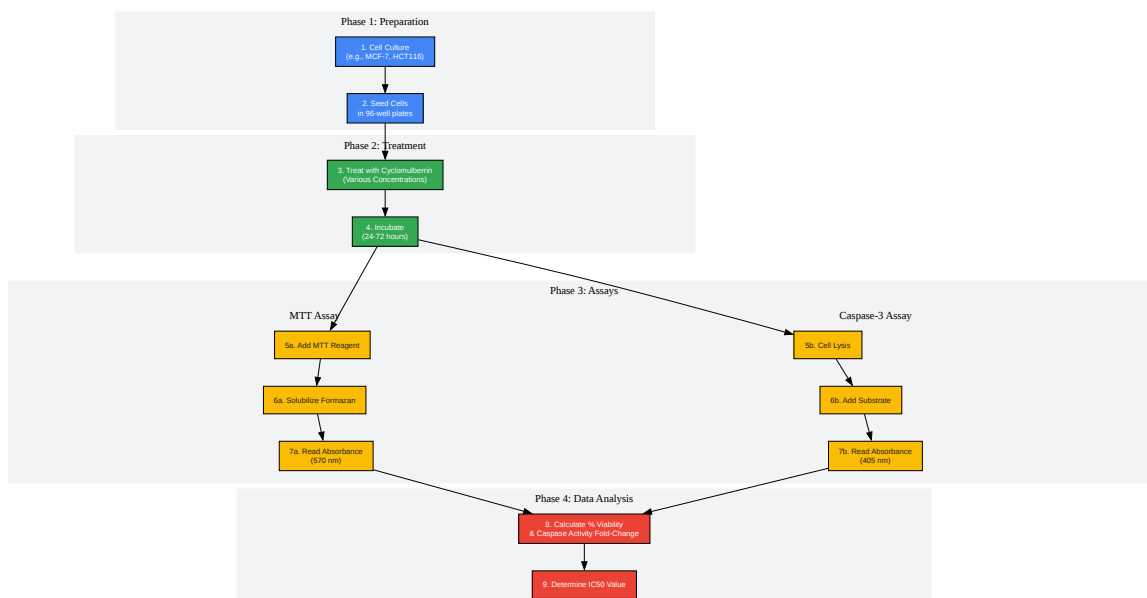 Phase 1: Preparation
1. Cell Culture
(e.g., MCF-7, HCT116)
2. Seed Cells
in 96-well plates
Phase 2: Treatment
3. Treat with Cyclomulberrin
(Various Concentrations)
4. Incubate
(24-72 hours)
Phase 3: Assays
MTT Assay
5a. Add MTT Reagent
6a. Solubilize Formazan
7a. Read Absorbance
(570 nm)
Caspase-3 Assay
5b. Cell Lysis
6b. Add Substrate
7b. Read Absorbance
(405 nm)
Phase 4: Data Analysis
8. Calculate % Viability
& Caspase Activity Fold-Change
9. Determine IC50 Value